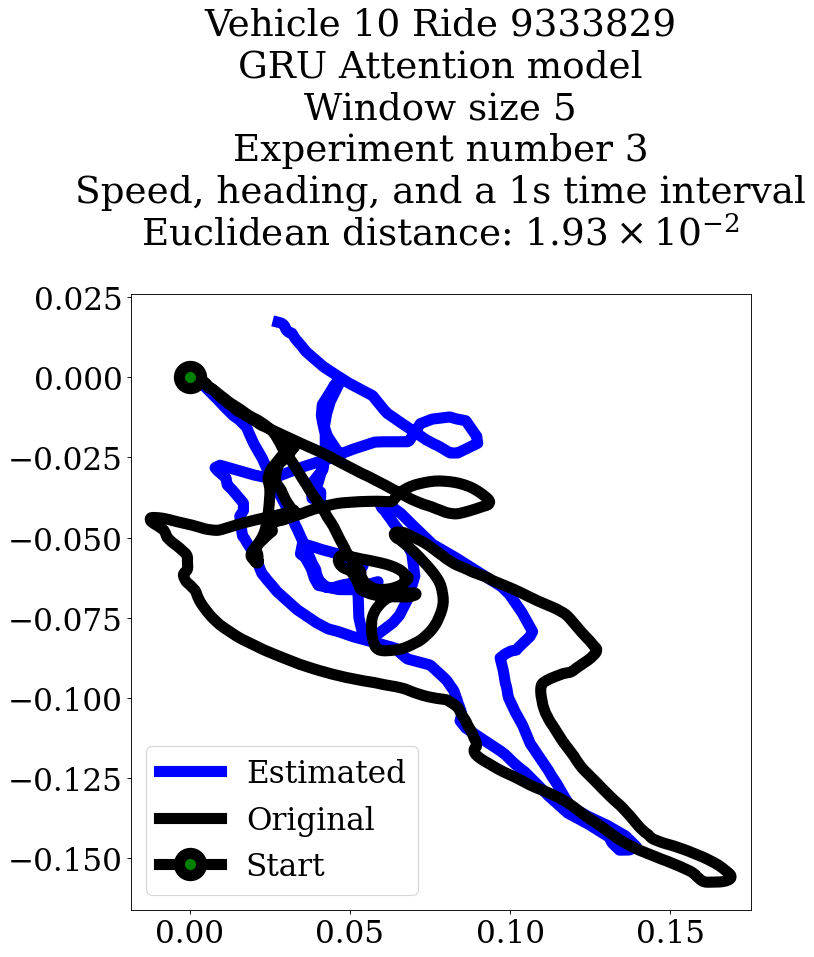 Vehicle 10 Ride 9333829
GRU Attention model
Window size 5
Experiment number 3
Speed, heading, and a 1s time interval
Euclidean distance: 1.93 × 10⁻²
0.025
0.000
−0.025
−0.050
−0.075
−0.100
−0.125
−0.150
Estimated
Original
Start
0.00
0.05
0.10
0.15